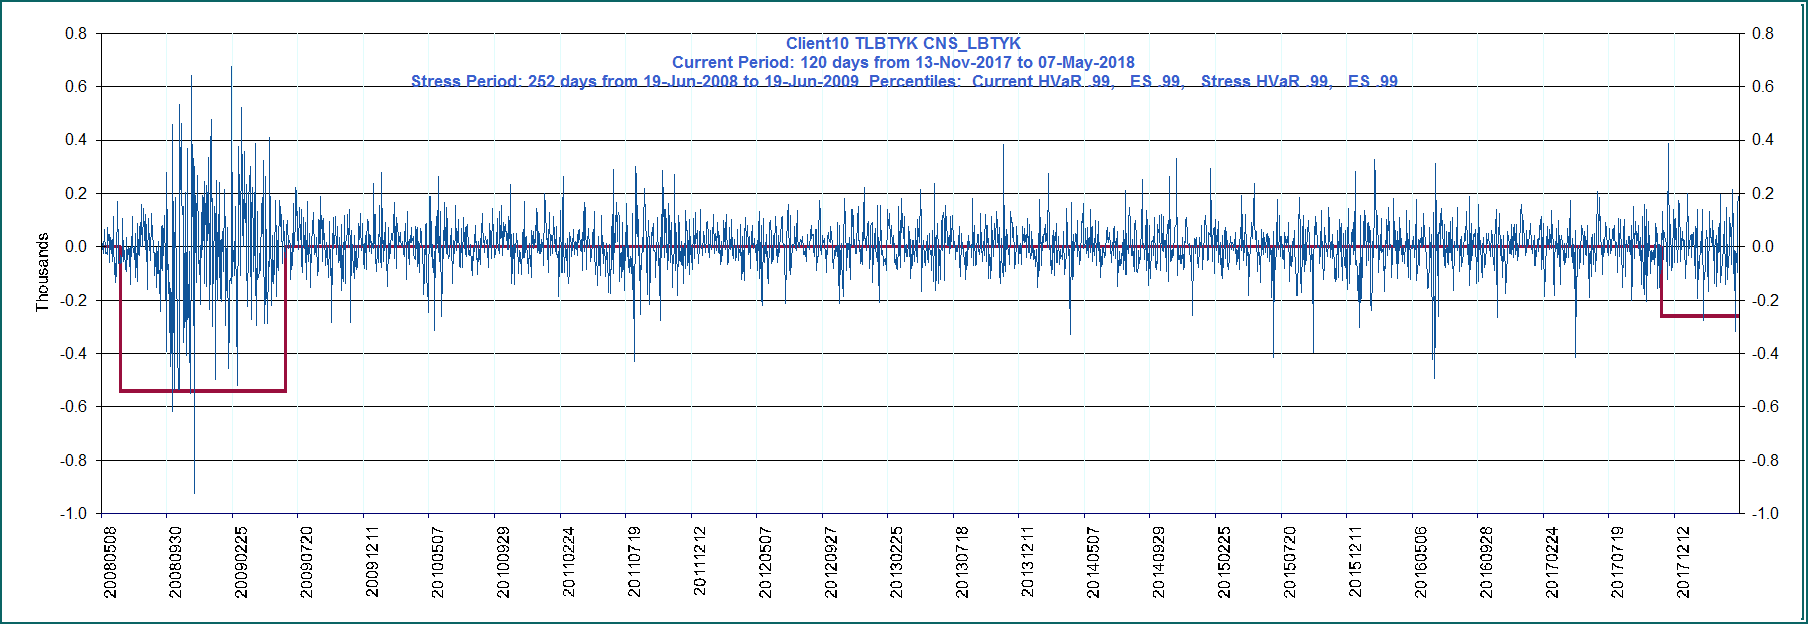 Client10 TLBTYK CNS_LBTYK
Current Period: 120 days from 13-Nov-2017 to 07-May-2018
Stress Period: 252 days from 19-Jun-2008 to 19-Jun-2009  Percentiles:  Current HVaR .99,   ES .99,    Stress HVaR .99,    ES .99
0.8 0.8
0.6 0.6
0.4 0.4
0.2 0.2
0.0 0.0
-0.2 -0.2
-0.4 -0.4
-0.6 -0.6
-0.8 -0.8
-1.0 -1.0
Thousands
20080508 20080930 20090225 20090720 20091211 20100507 20100929 20110224 20110719 20111212 20120507 20120927 20130225 20130718 20131211 20140507 20140929 20150225 20150720 20151211 20160506 20160928 20170224 20170719 20171212